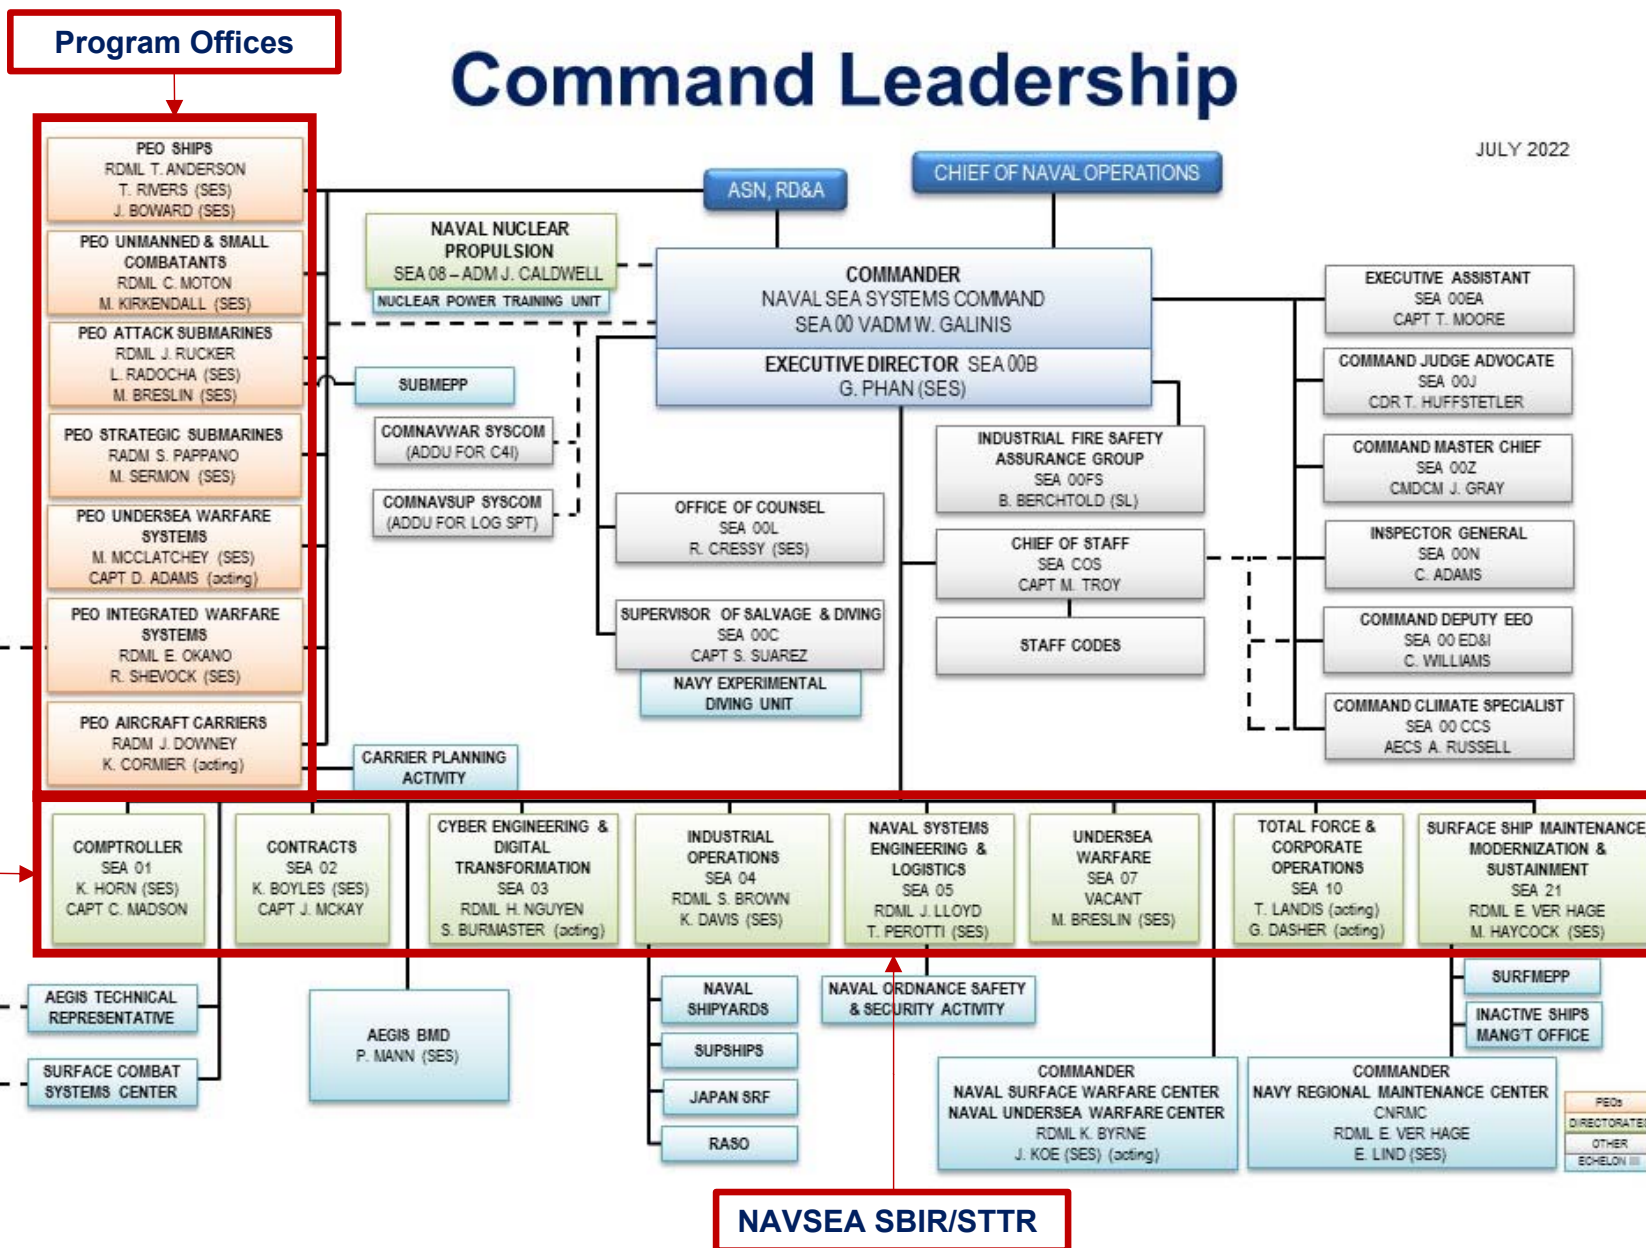 Program Offices
Command Leadership
JULY 2022
PEO SHIPS
RDML T. ANDERSON
T. RIVERS (SES)
J. BOWARD (SES)
PEO UNMANNED & SMALL
COMBATANTS
RDML C. MOTON
M. KIRKENDALL (SES)
PEO ATTACK SUBMARINES
RDML J. RUCKER
L. RADOCHA (SES)
M. BRESLIN (SES)
PEO STRATEGIC SUBMARINES
RADM S. PAPPANO
M. SERMON (SES)
PEO UNDERSEA WARFARE
SYSTEMS
M. MCCLATCHEY (SES)
CAPT D. ADAMS (acting)
PEO INTEGRATED WARFARE
SYSTEMS
RDML E. OKANO
R. SHEVOCK (SES)
PEO AIRCRAFT CARRIERS
RADM J. DOWNEY
K. CORMIER (acting)
ASN, RD&A
CHIEF OF NAVAL OPERATIONS
NAVAL NUCLEAR
PROPULSION
SEA 08 – ADM J. CALDWELL
NUCLEAR POWER TRAINING UNIT
COMMANDER
NAVAL SEA SYSTEMS COMMAND
SEA 00 VADM W. GALINIS
EXECUTIVE DIRECTOR SEA 00B
G. PHAN (SES)
SUBMEPP
COMNAVWAR SYSCOM
(ADDU FOR C4I)
COMNAVSUP SYSCOM
(ADDU FOR LOG SPT)
OFFICE OF COUNSEL
SEA 00L
R. CRESSY (SES)
SUPERVISOR OF SALVAGE & DIVING
SEA 00C
CAPT S. SUAREZ
NAVY EXPERIMENTAL
DIVING UNIT
CARRIER PLANNING
ACTIVITY
INDUSTRIAL FIRE SAFETY
ASSURANCE GROUP
SEA 00FS
B. BERCHTOLD (SL)
CHIEF OF STAFF
SEA COS
CAPT M. TROY
STAFF CODES
EXECUTIVE ASSISTANT
SEA 00EA
CAPT T. MOORE
COMMAND JUDGE ADVOCATE
SEA 00J
CDR T. HUFFSTETLER
COMMAND MASTER CHIEF
SEA 00Z
CMDCM J. GRAY
INSPECTOR GENERAL
SEA 00N
C. ADAMS
COMMAND DEPUTY EEO
SEA 00 ED&I
C. WILLIAMS
COMMAND CLIMATE SPECIALIST
SEA 00 CCS
AECS A. RUSSELL
COMPTROLLER
SEA 01
K. HORN (SES)
CAPT C. MADSON
CONTRACTS
SEA 02
K. BOYLES (SES)
CAPT J. MCKAY
CYBER ENGINEERING &
DIGITAL
TRANSFORMATION
SEA 03
RDML H. NGUYEN
S. BURMASTER (acting)
INDUSTRIAL
OPERATIONS
SEA 04
RDML S. BROWN
K. DAVIS (SES)
NAVAL SYSTEMS
ENGINEERING &
LOGISTICS
SEA 05
RDML J. LLOYD
T. PEROTTI (SES)
UNDERSEA
WARFARE
SEA 07
VACANT
M. BRESLIN (SES)
TOTAL FORCE &
CORPORATE
OPERATIONS
SEA 10
T. LANDIS (acting)
G. DASHER (acting)
SURFACE SHIP MAINTENANCE
MODERNIZATION &
SUSTAINMENT
SEA 21
RDML E. VER HAGE
M. HAYCOCK (SES)
AEGIS TECHNICAL
REPRESENTATIVE
SURFACE COMBAT
SYSTEMS CENTER
AEGIS BMD
P. MANN (SES)
NAVAL
SHIPYARDS
SUPSHIPS
JAPAN SRF
RASO
NAVAL ORDNANCE SAFETY
& SECURITY ACTIVITY
COMMANDER
NAVAL SURFACE WARFARE CENTER
NAVAL UNDERSEA WARFARE CENTER
RDML K. BYRNE
J. KOE (SES) (acting)
SURFMEPP
INACTIVE SHIPS
MANG'T OFFICE
COMMANDER
NAVY REGIONAL MAINTENANCE CENTER
CNRMC
RDML E. VER HAGE
E. LIND (SES)
PEOs
DIRECTORATES
OTHER
ECHELON III
NAVSEA SBIR/STTR